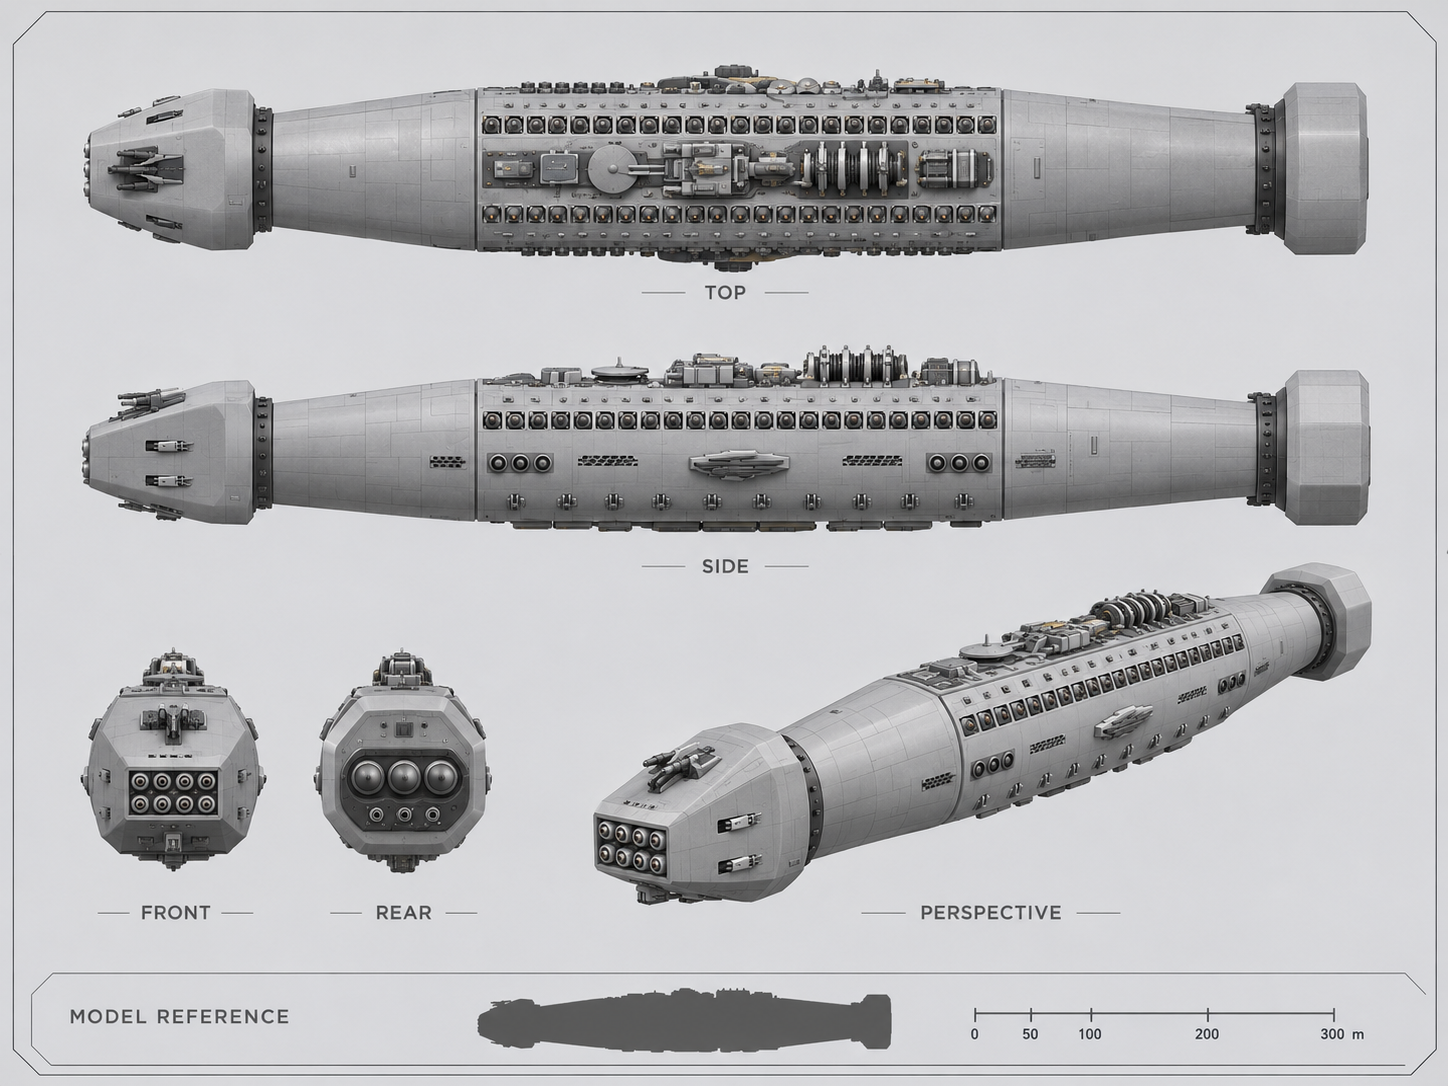 TOP
SIDE
FRONT
REAR
PERSPECTIVE
MODEL REFERENCE
0 50 100 200 300 m